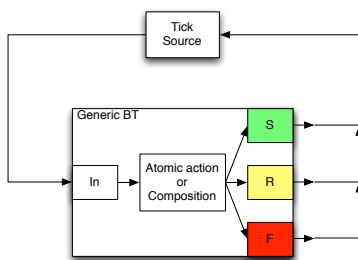 Tick
Source
Generic BT
S
In
Atomic action
or
Composition
R
F